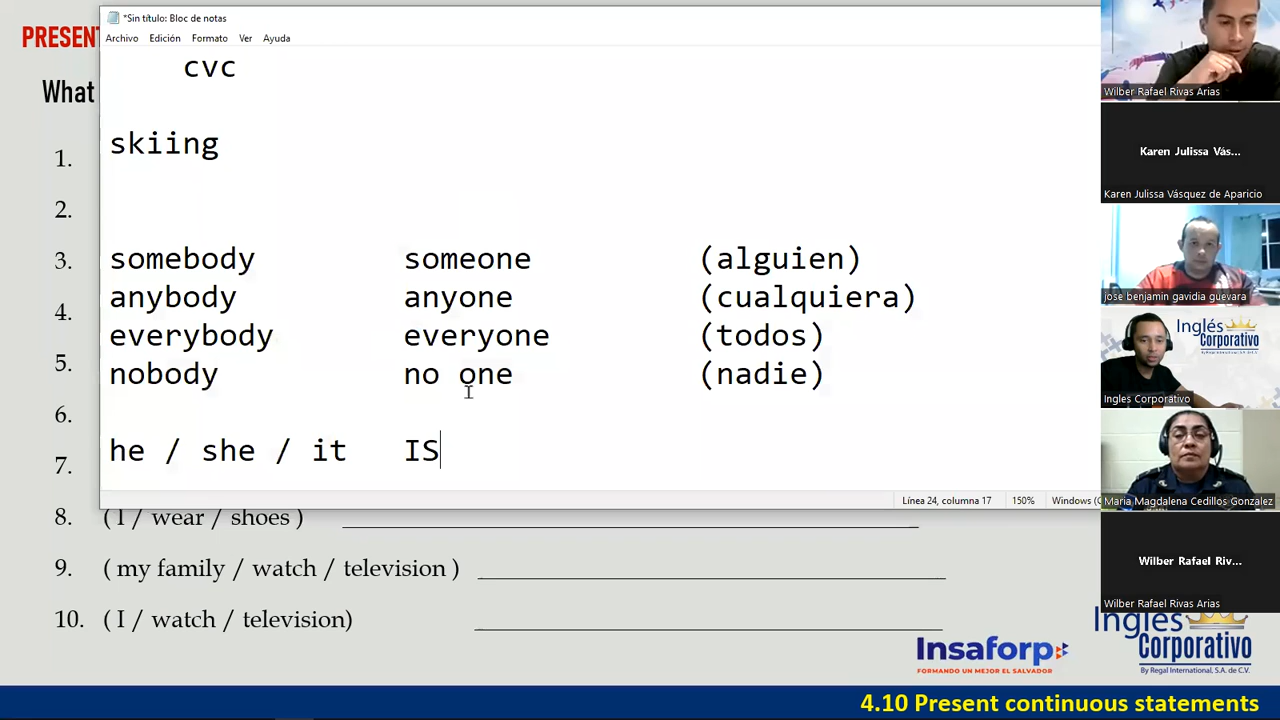 PRESENT
*Sin título: Bloc de notas
Archivo Edición Formato Ver Ayuda
What
cvc
skiing
1.
2.
3.
4.
5.
6.
7.
somebody someone (alguien)
anybody anyone (cualquiera)
everybody everyone (todos)
nobody no one (nadie)
he / she / it IS
Línea 24, columna 17 150% Windows (C
8. ( I / wear / shoes )
9. ( my family / watch / television )
10. ( I / watch / television)
Wilber Rafael Rivas Arias
Karen Julissa Vás...
Karen Julissa Vásquez de Aparicio
jose benjamin gavidia guevara
Inglés
Corporativo
By Regal International, S.A. de C.V.
Ingles Corporativo
Maria Magdalena Cedillos Gonzalez
Wilber Rafael Riv...
Wilber Rafael Rivas Arias
Insaforp
FORMANDO UN MEJOR EL SALVADOR
Inglés
Corporativo
By Regal International, S.A. de C.V.
4.10 Present continuous statements